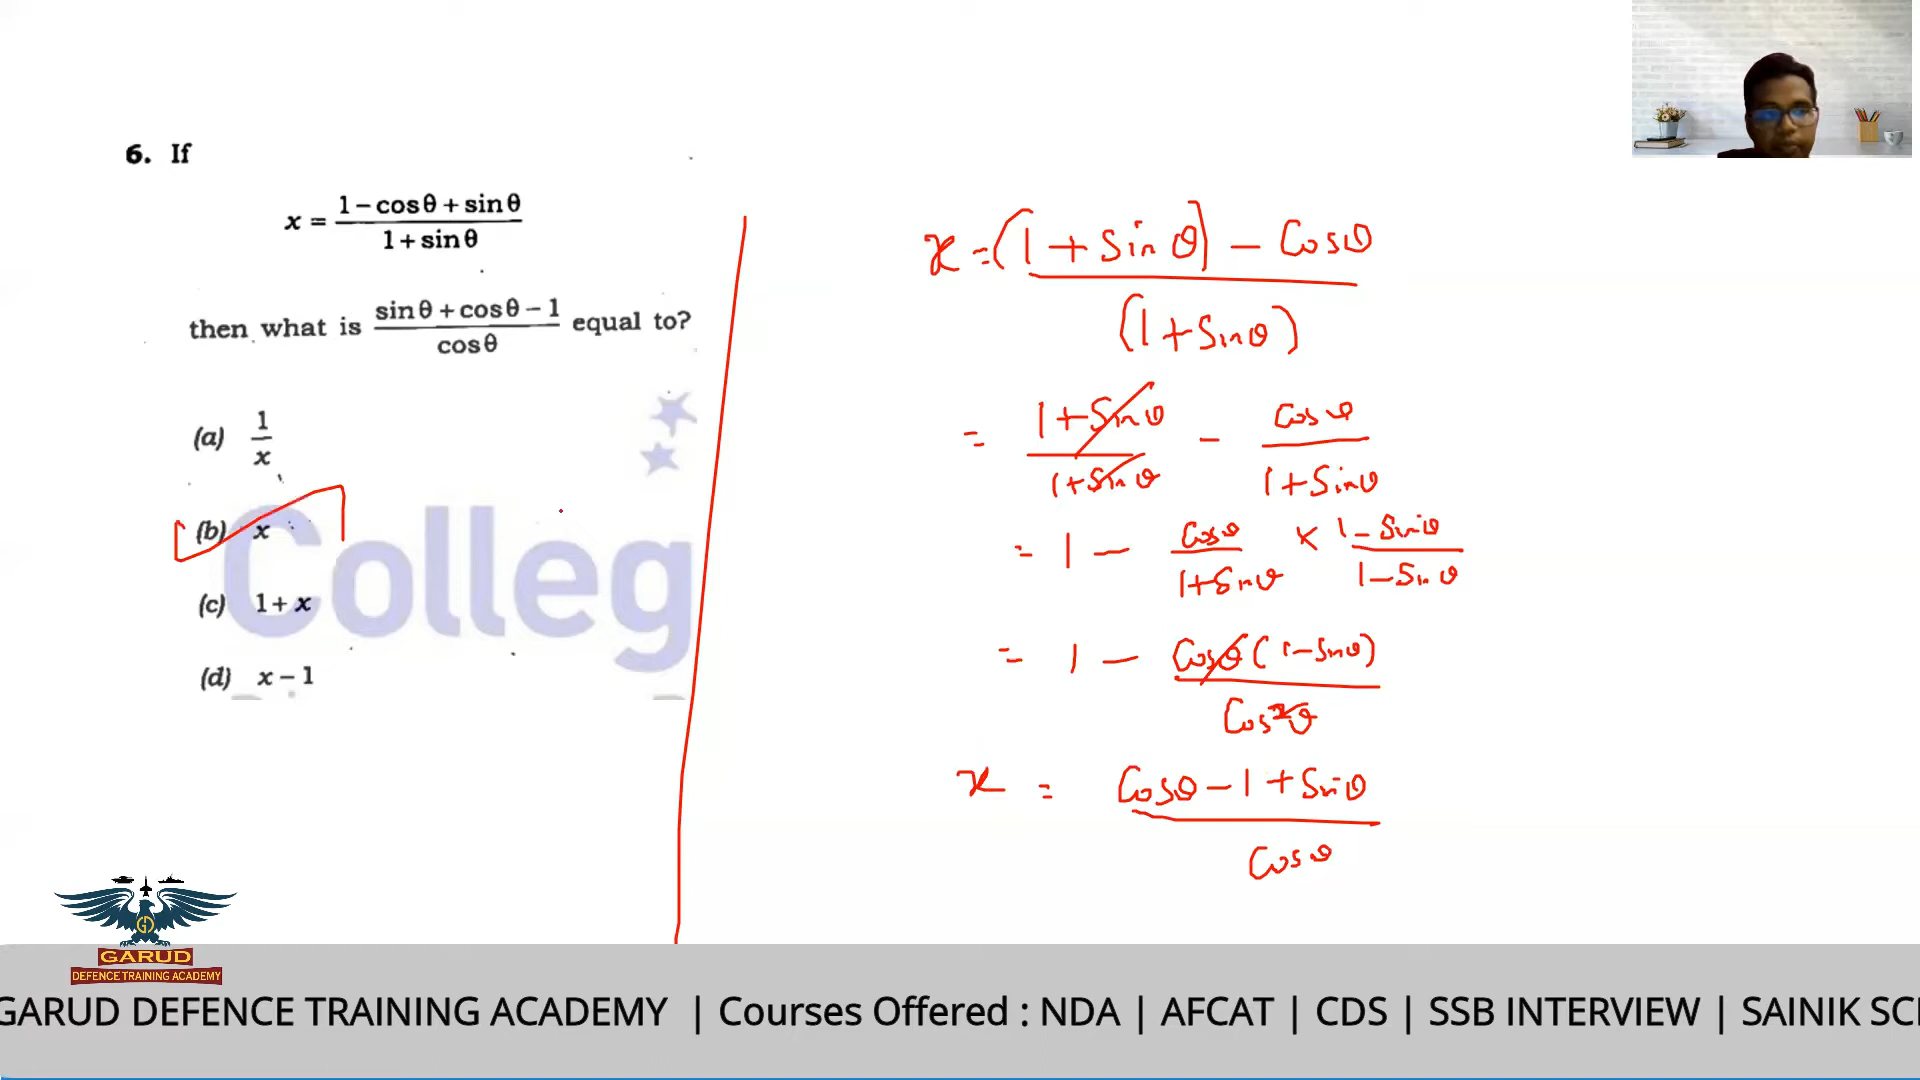 6. If
x = (1 - cosθ + sinθ) / (1 + sinθ)
then what is (sinθ + cosθ - 1) / cosθ equal to?
(a) 1/x
(b) x
(c) 1 + x
(d) x - 1
Colleg
x = ((1 + Sinθ) - Cosθ) / (1 + Sinθ)
= (1 + Sinθ) / (1 + Sinθ) - Cosθ / (1 + Sinθ)
= 1 - Cosθ / (1 + Sinθ) × (1 - Sinθ) / (1 - Sinθ)
= 1 - Cosθ (1 - Sinθ) / Cos²θ
x = (Cosθ - 1 + Sinθ) / Cosθ
GARUD
DEFENCE TRAINING ACADEMY
GARUD DEFENCE TRAINING ACADEMY | Courses Offered : NDA | AFCAT | CDS | SSB INTERVIEW | SAINIK SC